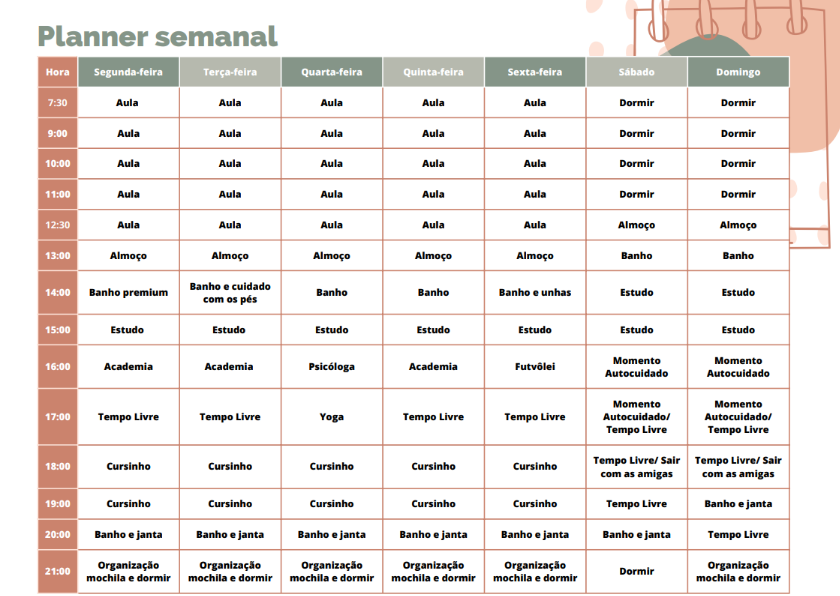 Planner semanal
Hora Segunda-feira Terça-feira Quarta-feira Quinta-feira Sexta-feira Sábado Domingo
7:30 Aula Aula Aula Aula Aula Dormir Dormir
9:00 Aula Aula Aula Aula Aula Dormir Dormir
10:00 Aula Aula Aula Aula Aula Dormir Dormir
11:00 Aula Aula Aula Aula Aula Dormir Dormir
12:30 Aula Aula Aula Aula Aula Almoço Almoço
13:00 Almoço Almoço Almoço Almoço Almoço Banho Banho
14:00 Banho premium Banho e cuidado com os pés Banho Banho Banho e unhas Estudo Estudo
15:00 Estudo Estudo Estudo Estudo Estudo Estudo Estudo
16:00 Academia Academia Psicóloga Academia Futvôlei Momento Autocuidado Momento Autocuidado
17:00 Tempo Livre Tempo Livre Yoga Tempo Livre Tempo Livre Momento Autocuidado/ Tempo Livre Momento Autocuidado/ Tempo Livre
18:00 Cursinho Cursinho Cursinho Cursinho Cursinho Tempo Livre/ Sair com as amigas Tempo Livre/ Sair com as amigas
19:00 Cursinho Cursinho Cursinho Cursinho Cursinho Tempo Livre Banho e janta
20:00 Banho e janta Banho e janta Banho e janta Banho e janta Banho e janta Banho e janta Tempo Livre
21:00 Organização mochila e dormir Organização mochila e dormir Organização mochila e dormir Organização mochila e dormir Organização mochila e dormir Dormir Organização mochila e dormir